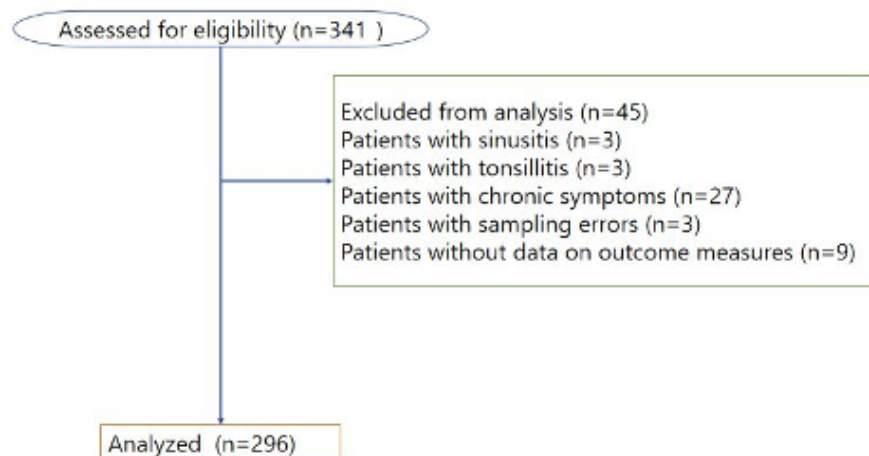 Assessed for eligibility (n=341 )
Excluded from analysis (n=45)
Patients with sinusitis (n=3)
Patients with tonsillitis (n=3)
Patients with chronic symptoms (n=27)
Patients with sampling errors (n=3)
Patients without data on outcome measures (n=9)
Analyzed (n=296)